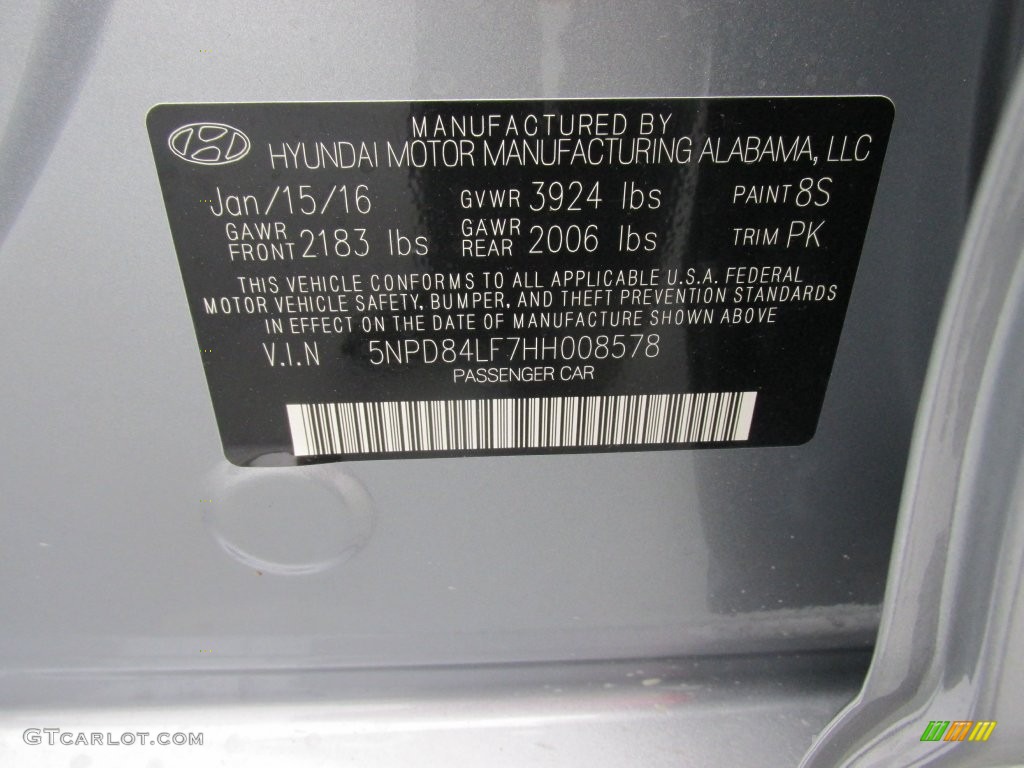 MANUFACTURED BY
HYUNDAI MOTOR MANUFACTURING ALABAMA, LLC
Jan/15/16 GVWR 3924 lbs PAINT 8S
GAWR FRONT 2183 lbs GAWR REAR 2006 lbs TRIM PK
THIS VEHICLE CONFORMS TO ALL APPLICABLE U.S.A. FEDERAL
MOTOR VEHICLE SAFETY, BUMPER, AND THEFT PREVENTION STANDARDS
IN EFFECT ON THE DATE OF MANUFACTURE SHOWN ABOVE
V.I.N 5NPD84LF7HH008578
PASSENGER CAR
GTCARLOT.COM